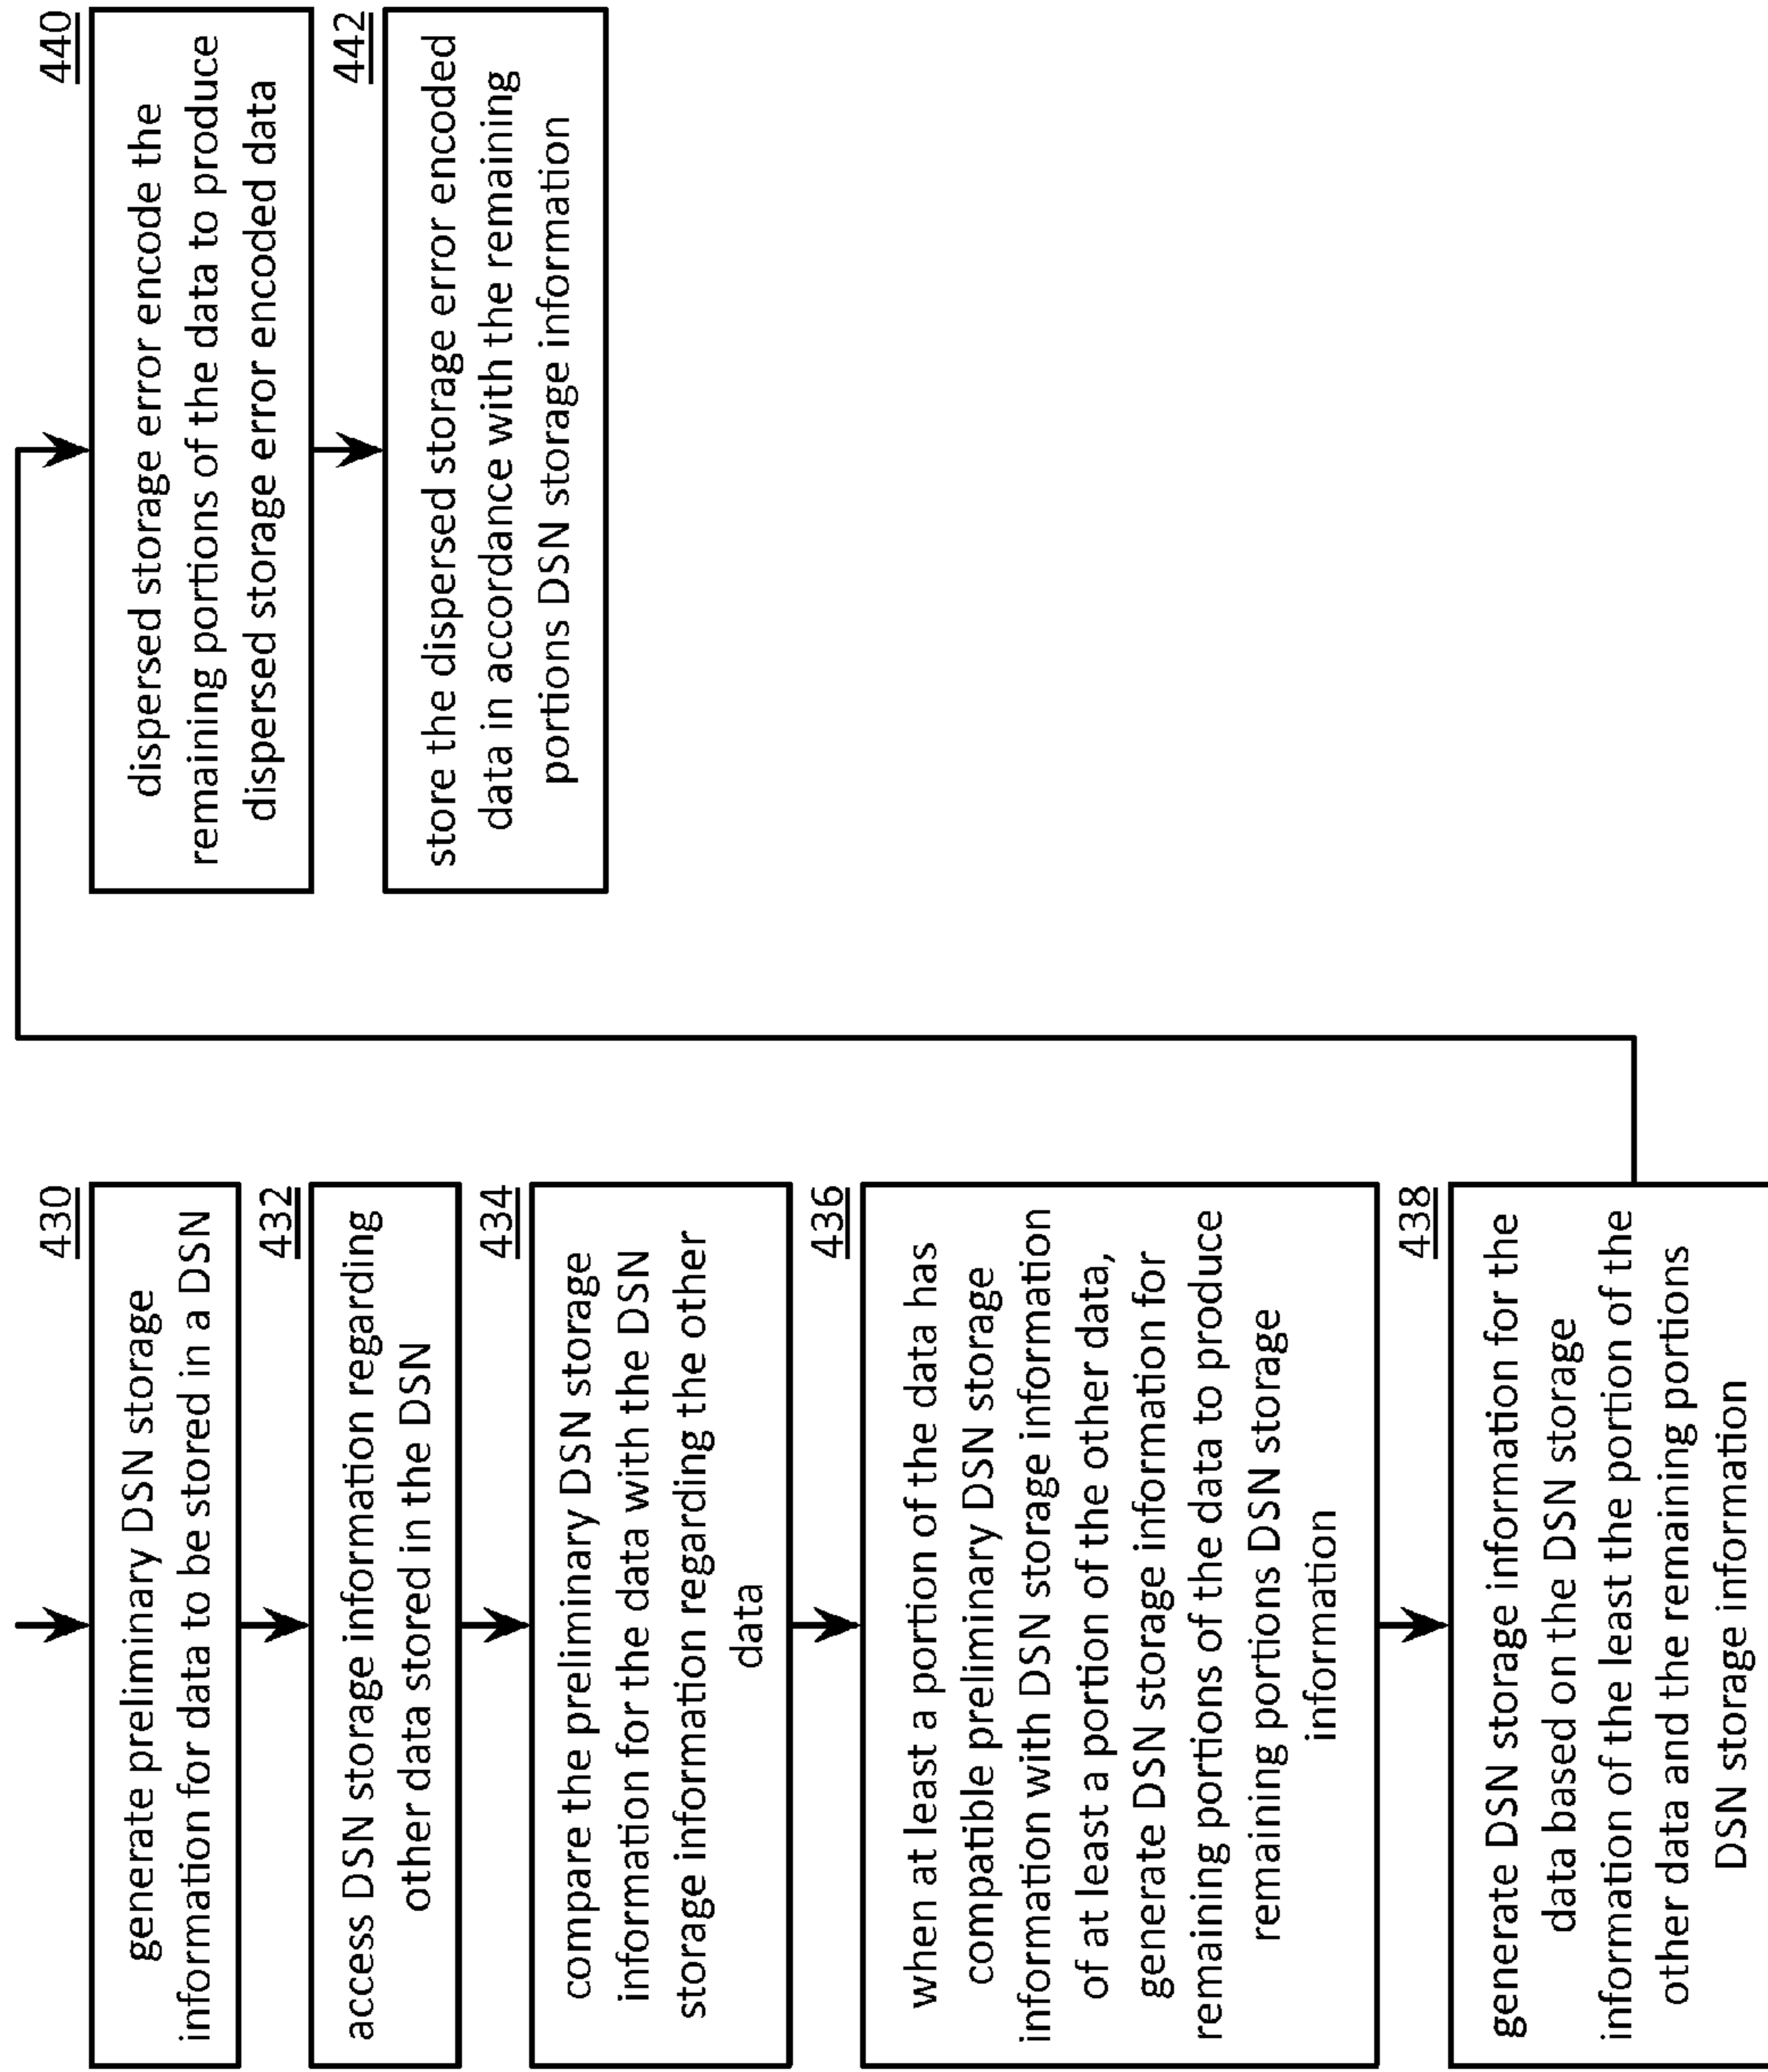 430
generate preliminary DSN storage
information for data to be stored in a DSN
432
access DSN storage information regarding
other data stored in the DSN
434
compare the preliminary DSN storage
information for the data with the DSN
storage information regarding the other
data
436
when at least a portion of the data has
compatible preliminary DSN storage
information with DSN storage information
of at least a portion of the other data,
generate DSN storage information for
remaining portions of the data to produce
remaining portions DSN storage
information
438
generate DSN storage information for the
data based on the DSN storage
information of the least the portion of the
other data and the remaining portions
DSN storage information
440
dispersed storage error encode the
remaining portions of the data to produce
dispersed storage error encoded data
442
store the dispersed storage error encoded
data in accordance with the remaining
portions DSN storage information